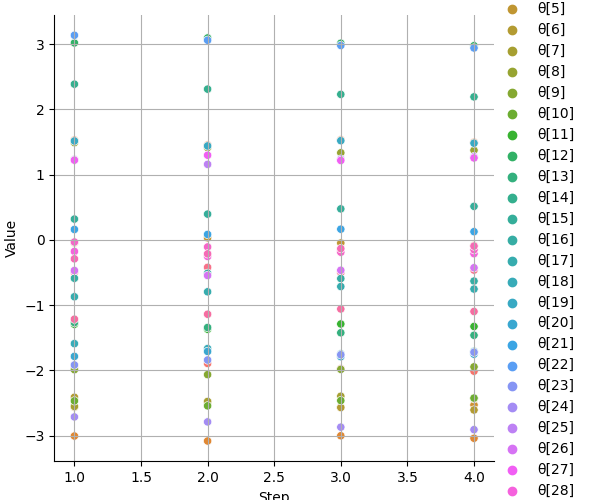 3
2
1
0
−1
−2
−3
Value
1.0
1.5
2.0
2.5
3.0
3.5
4.0
Step
θ[5]
θ[6]
θ[7]
θ[8]
θ[9]
θ[10]
θ[11]
θ[12]
θ[13]
θ[14]
θ[15]
θ[16]
θ[17]
θ[18]
θ[19]
θ[20]
θ[21]
θ[22]
θ[23]
θ[24]
θ[25]
θ[26]
θ[27]
θ[28]